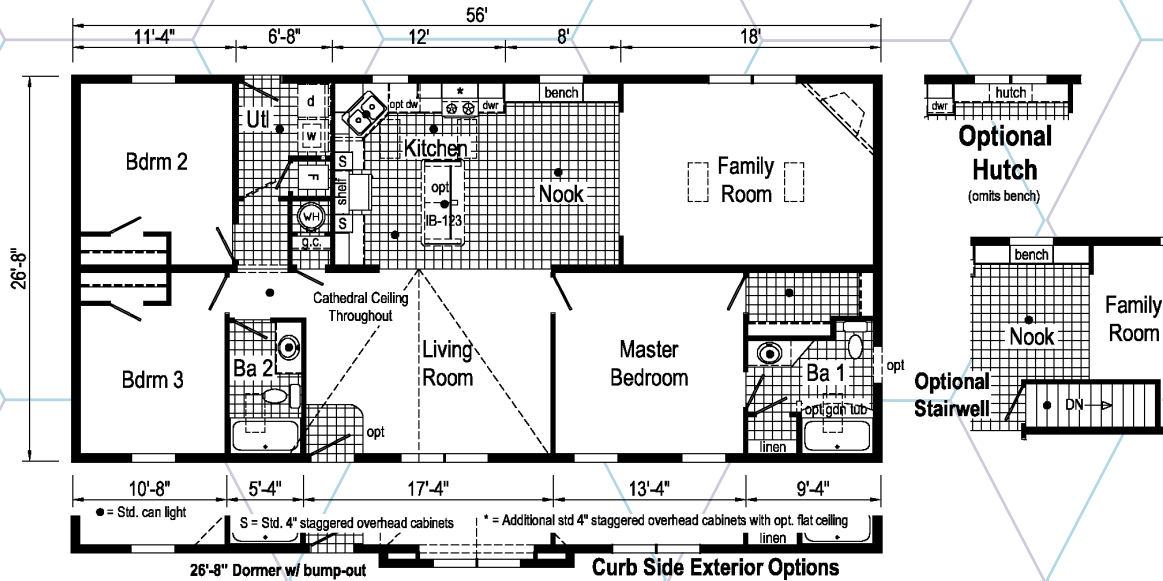 56'
11'-4" 6'-8" 12' 8' 18'
26'-8"
Bdrm 2
Utl
d
w
F
WH
g.c.
opt dw
*
dwr
bench
Kitchen
S
shelf
S
opt
IB-123
Nook
Family
Room
hutch
dwr
Optional
Hutch
(omits bench)
Cathedral Ceiling
Throughout
Bdrm 3
Ba 2
Living
Room
opt
Master
Bedroom
Ba 1
opt gdn tub
linen
opt
bench
Nook
Family
Room
Optional
Stairwell
DN
10'-8" 5'-4" 17'-4" 13'-4" 9'-4"
● = Std. can light
S = Std. 4" staggered overhead cabinets
* = Additional std 4" staggered overhead cabinets with opt. flat ceiling
linen
26'-8" Dormer w/ bump-out
Curb Side Exterior Options